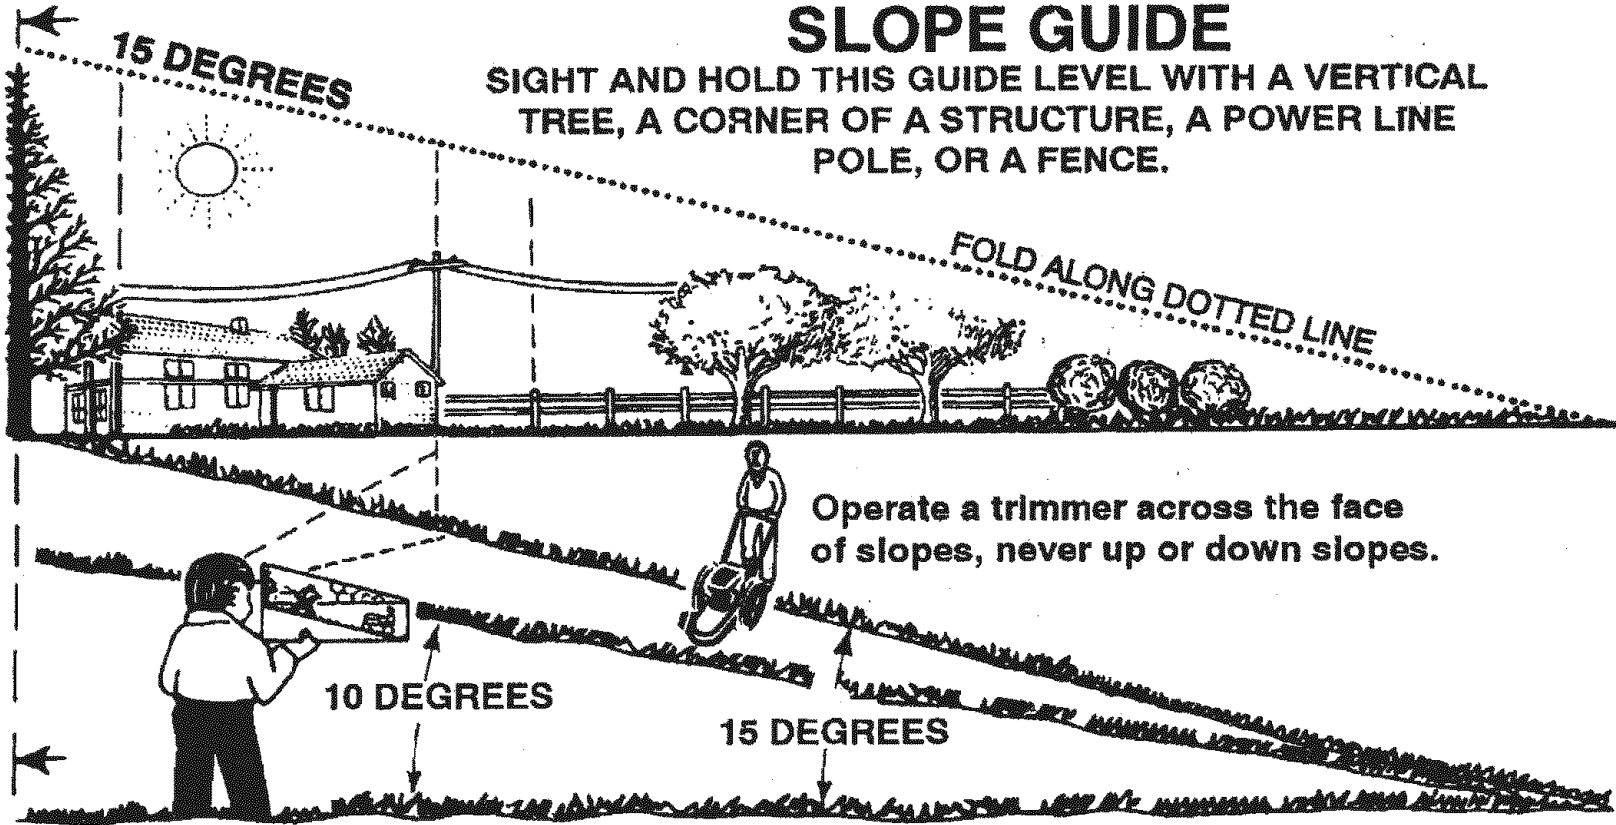 SLOPE GUIDE
15 DEGREES
SIGHT AND HOLD THIS GUIDE LEVEL WITH A VERTICAL
TREE, A CORNER OF A STRUCTURE, A POWER LINE
POLE, OR A FENCE.
FOLD ALONG DOTTED LINE
Operate a trimmer across the face
of slopes, never up or down slopes.
10 DEGREES
15 DEGREES